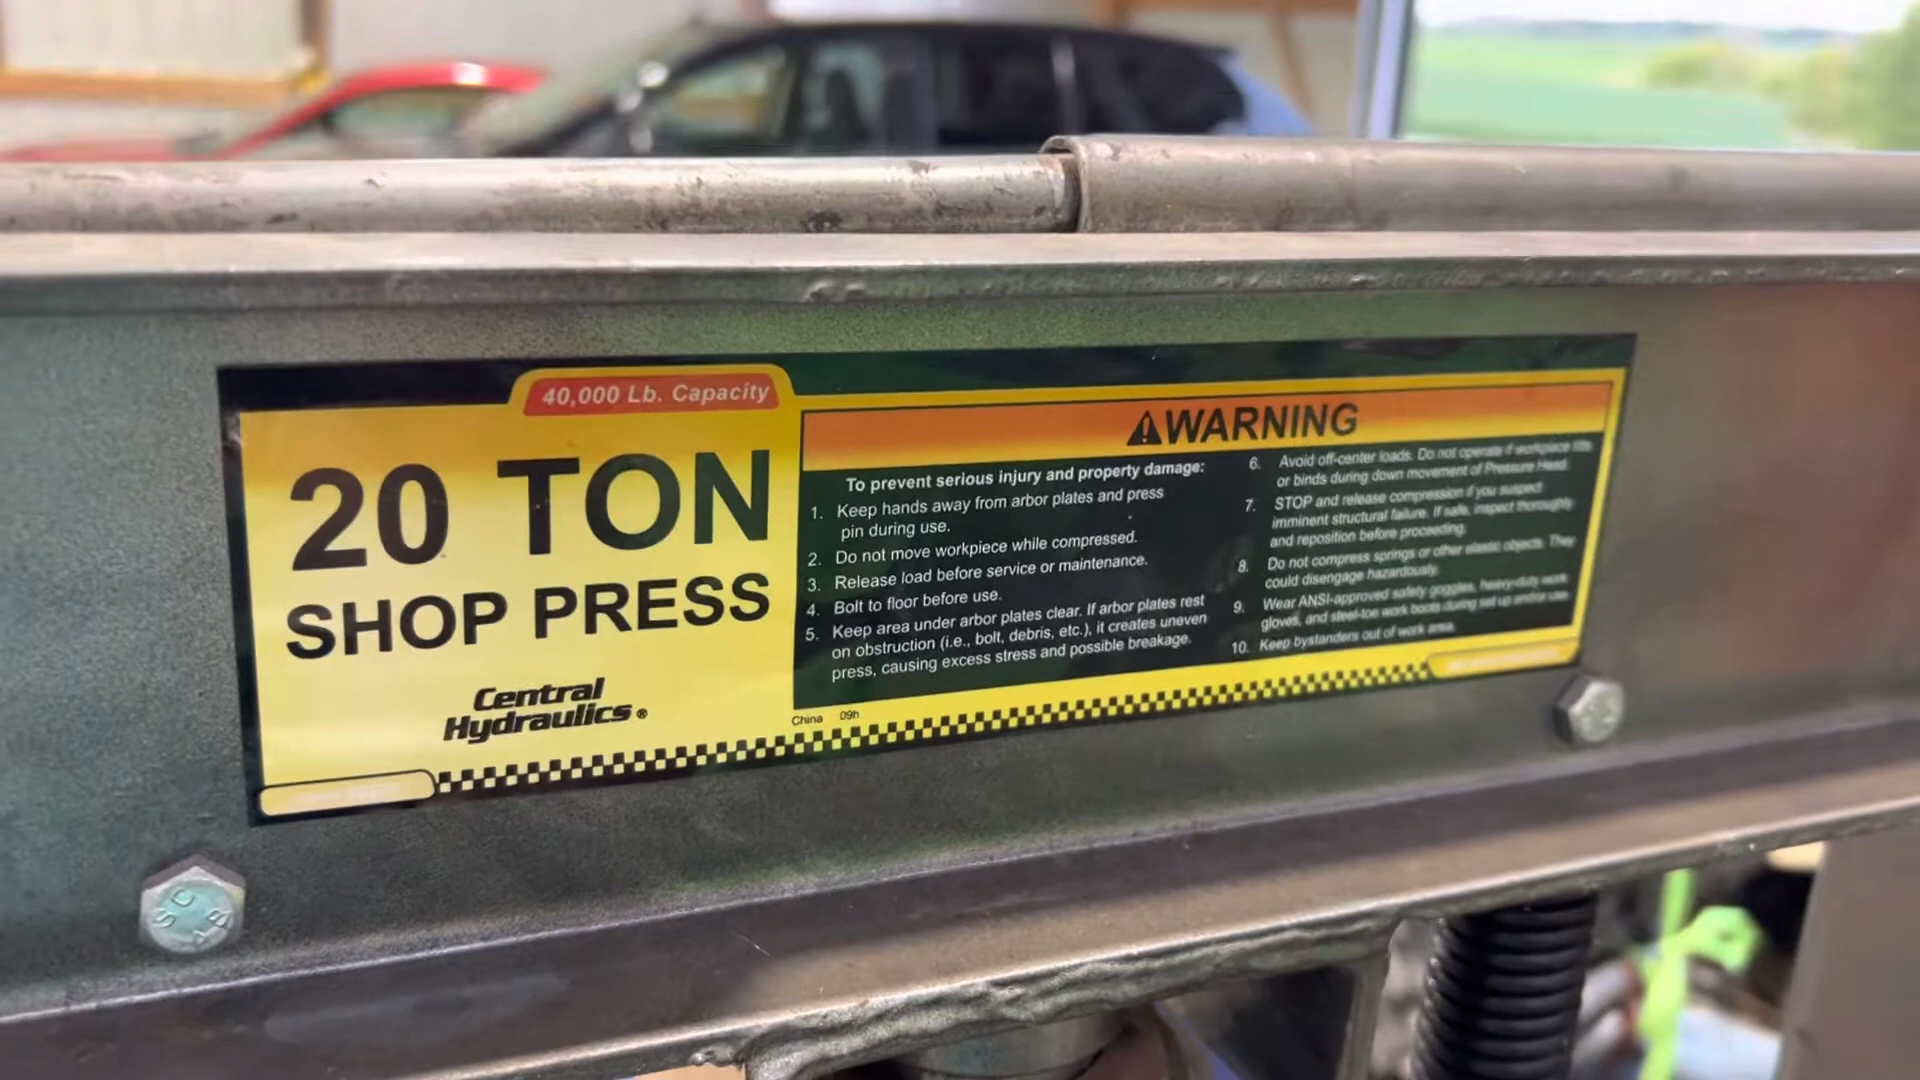 40,000 Lb. Capacity
20 TON
SHOP PRESS
Central
Hydraulics®
WARNING
To prevent serious injury and property damage:
1. Keep hands away from arbor plates and press
pin during use.
2. Do not move workpiece while compressed.
3. Release load before service or maintenance.
4. Bolt to floor before use.
5. Keep area under arbor plates clear. If arbor plates rest
on obstruction (i.e., bolt, debris, etc.), it creates uneven
press, causing excess stress and possible breakage.
6. Avoid off-center loads. Do not operate if workpiece tilts
or binds during down movement of Pressure Head.
7. STOP and release compression if you suspect
imminent structural failure. If safe, inspect thoroughly
and reposition before proceeding.
8. Do not compress springs or other elastic objects. They
could disengage hazardously.
9. Wear ANSI-approved safety goggles, heavy-duty work
gloves, and steel-toe work boots during set up and/or use.
10. Keep bystanders out of work area.
China 09h
SC
8